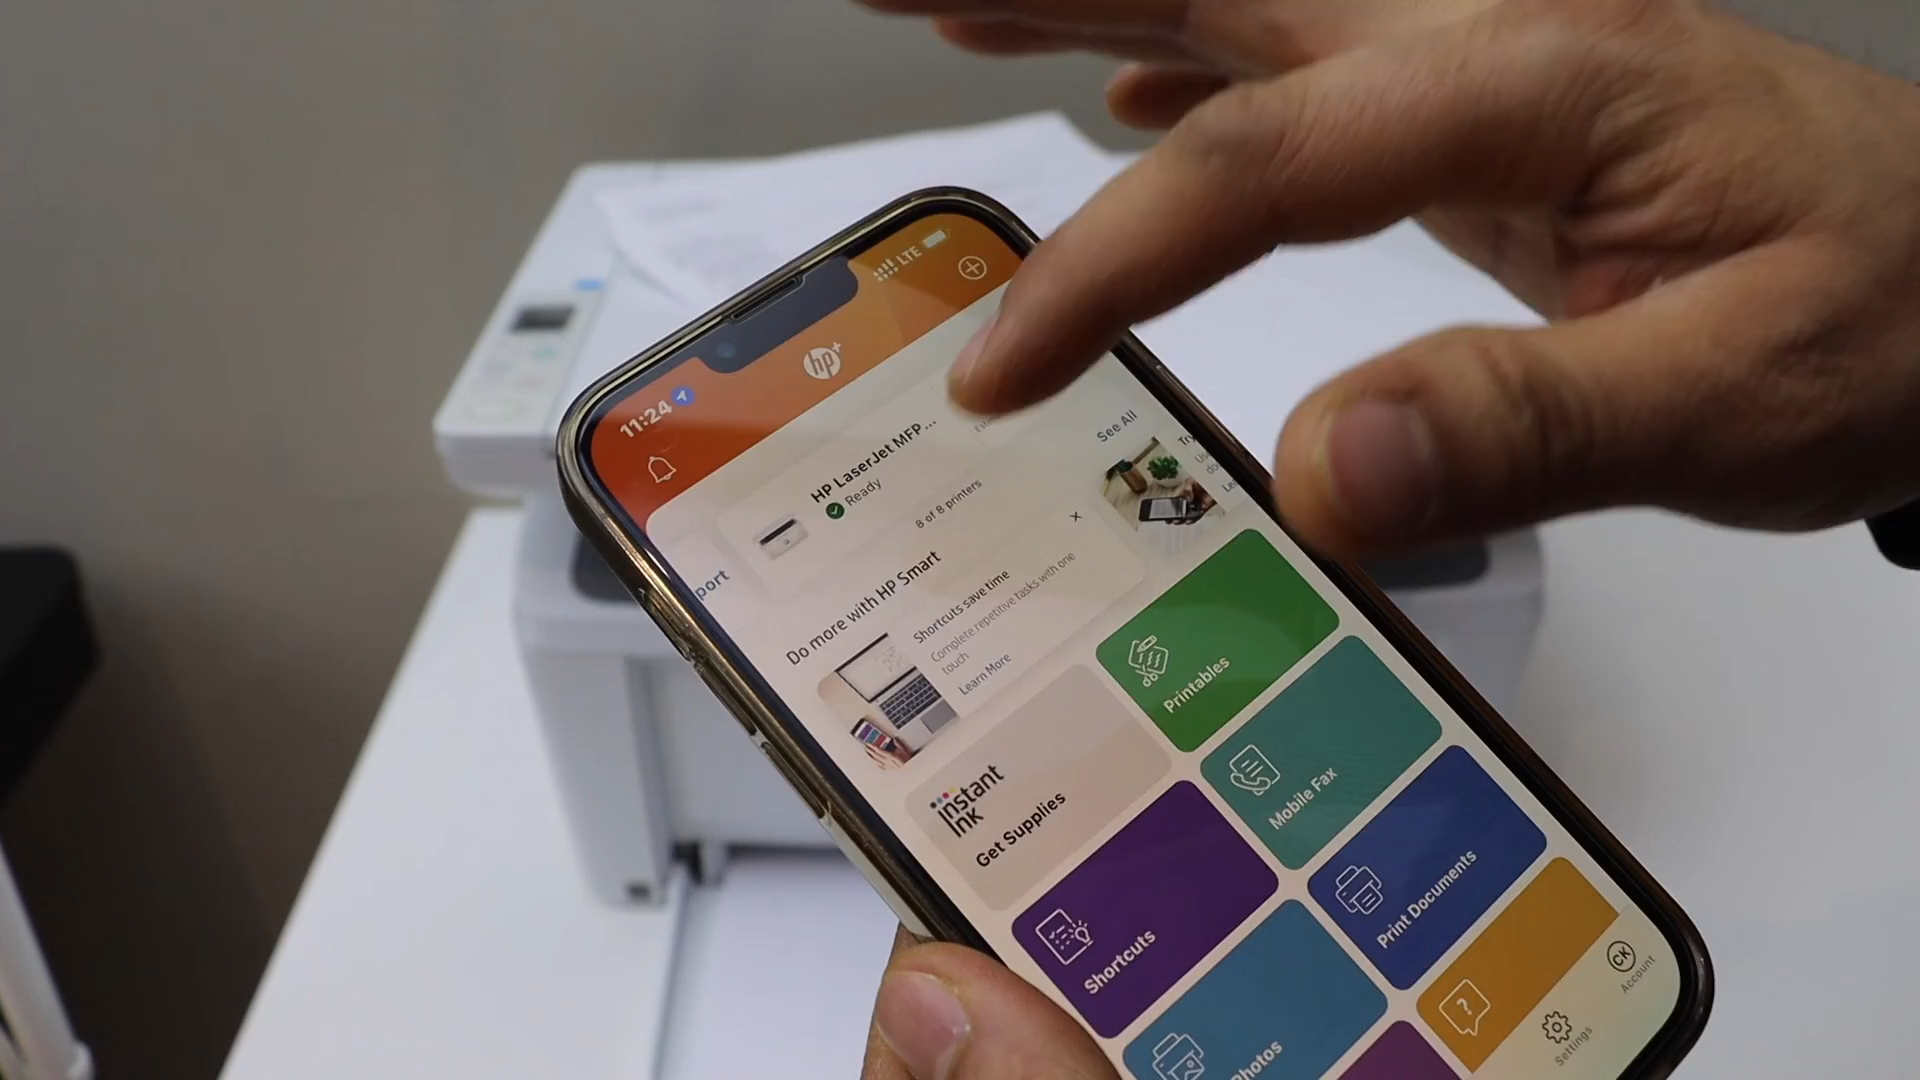 11:24
LTE
hp+
HP LaserJet MFP ...
Ready
8 of 8 printers
port
See All
Do more with HP Smart
Shortcuts save time
Complete repetitive tasks with one
touch
Learn More
Instant
Ink
Get Supplies
Printables
Mobile Fax
Shortcuts
Print Documents
Photos
Settings
CK
Account